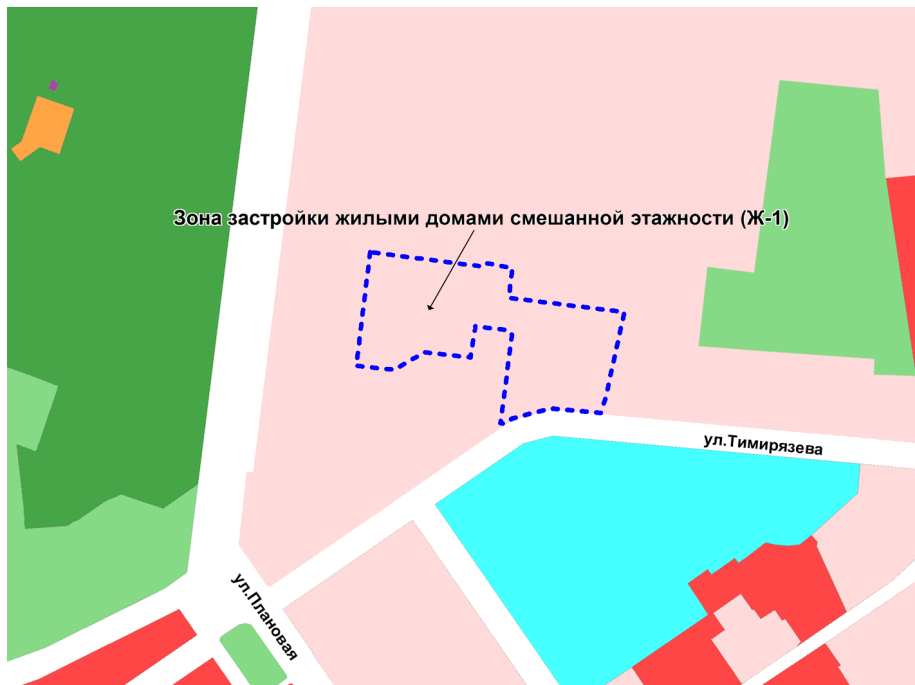 Зона застройки жилыми домами смешанной этажности (Ж-1)
ул.Тимирязева
ул.Плановая